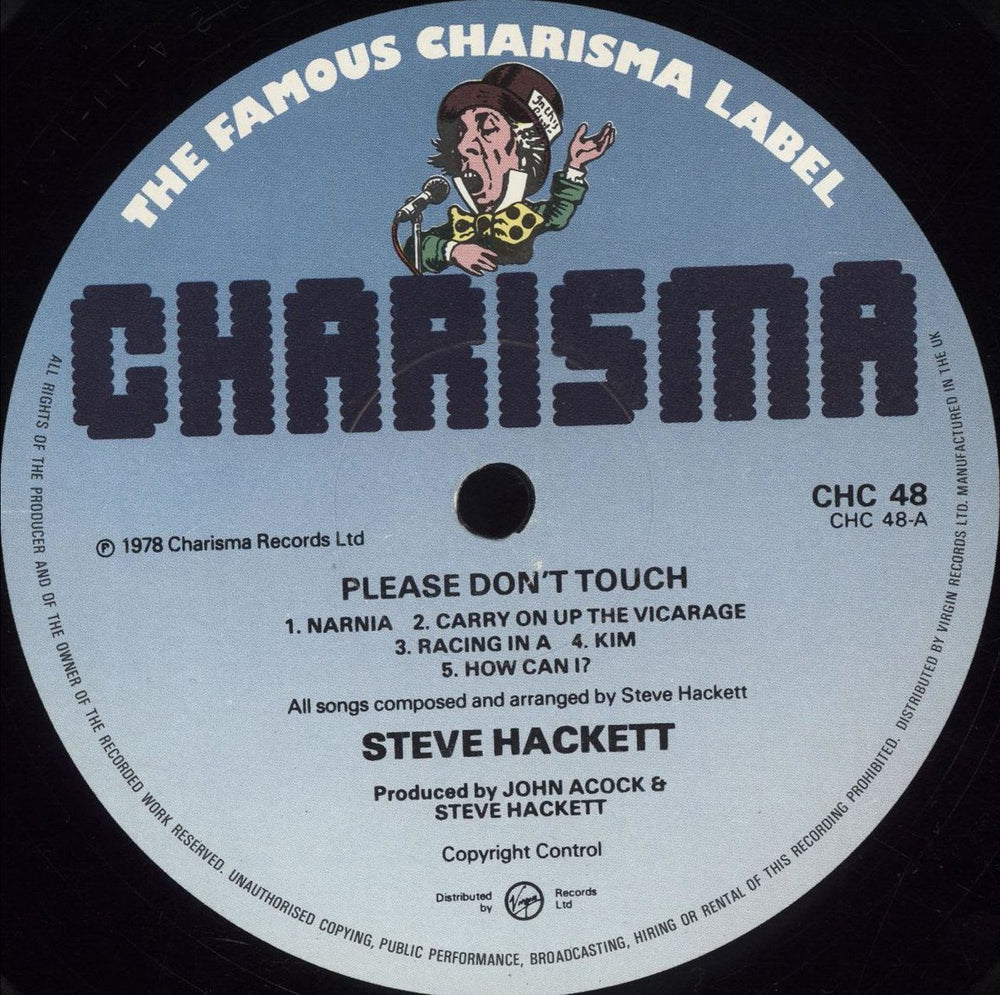 THE FAMOUS CHARISMA LABEL
CHARISMA
CHC 48
CHC 48-A
℗ 1978 Charisma Records Ltd
PLEASE DON'T TOUCH
1. NARNIA 2. CARRY ON UP THE VICARAGE
3. RACING IN A 4. KIM
5. HOW CAN I?
All songs composed and arranged by Steve Hackett
STEVE HACKETT
Produced by JOHN ACOCK &
STEVE HACKETT
Copyright Control
Distributed by Virgin Records Ltd
ALL RIGHTS OF THE PRODUCER AND OF THE OWNER OF THE RECORDED WORK RESERVED. UNAUTHORISED COPYING, PUBLIC PERFORMANCE, BROADCASTING, HIRING OR RENTAL OF THIS RECORDING PROHIBITED. DISTRIBUTED BY VIRGIN RECORDS LTD. MANUFACTURED IN THE UK